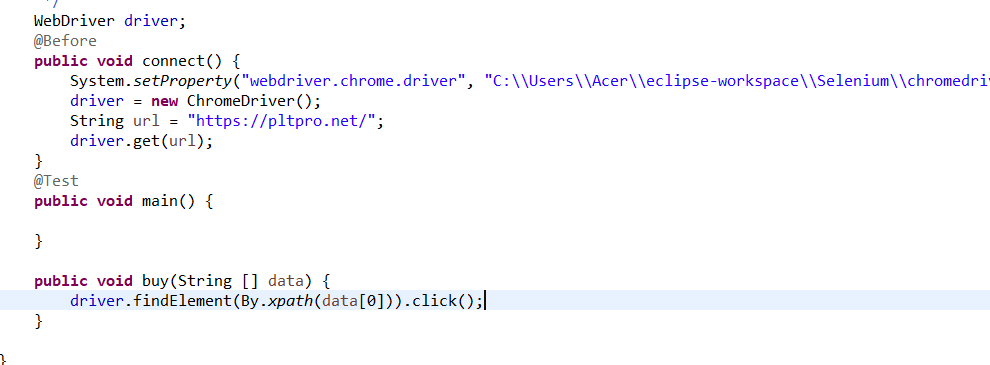 */
WebDriver driver;
@Before
public void connect() {
System.setProperty("webdriver.chrome.driver", "C:\\Users\\Acer\\eclipse-workspace\\Selenium\\chromedri
driver = new ChromeDriver();
String url = "https://pltpro.net/";
driver.get(url);
}
@Test
public void main() {
}
public void buy(String [] data) {
driver.findElement(By.xpath(data[0])).click();
}
}